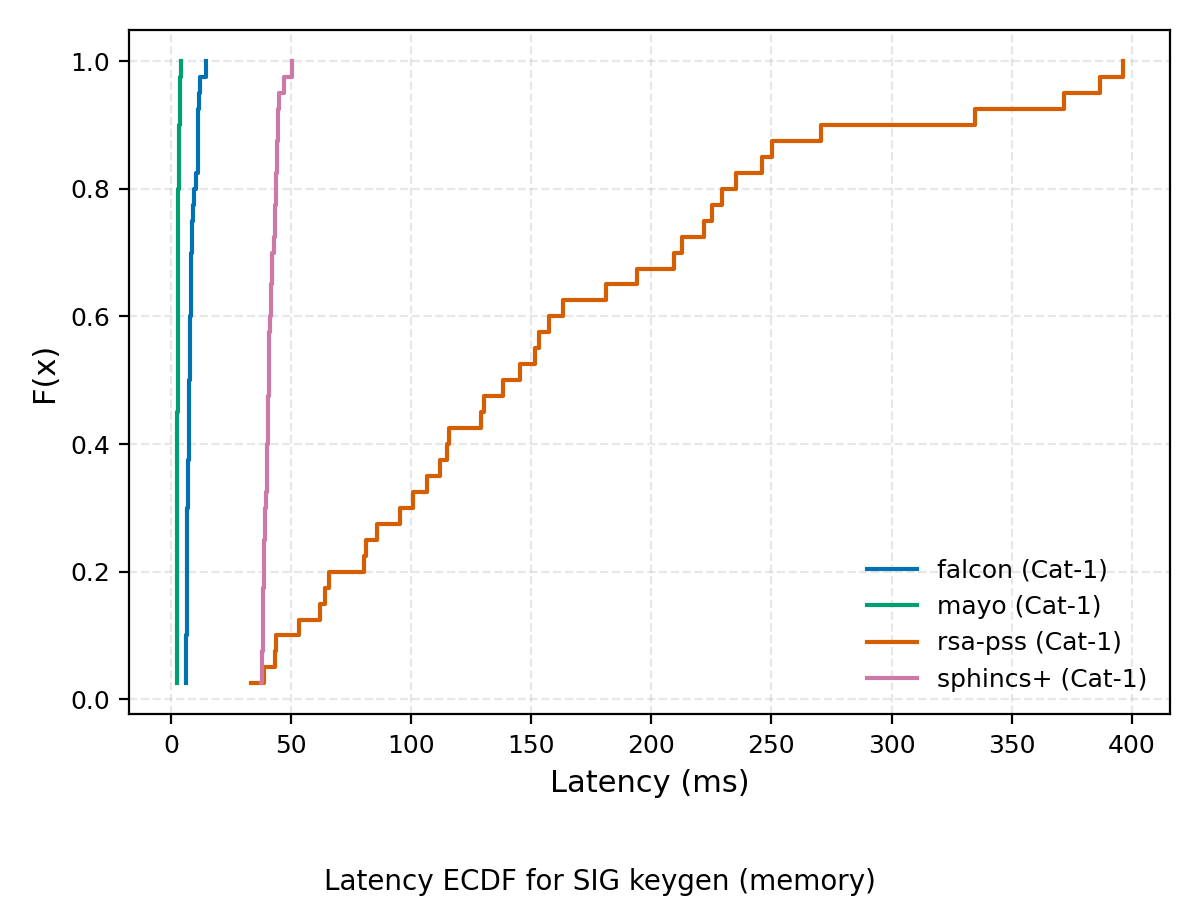 1.0
0.8
0.6
0.4
0.2
0.0
F(x)
falcon (Cat-1)
mayo (Cat-1)
rsa-pss (Cat-1)
sphincs+ (Cat-1)
0 50 100 150 200 250 300 350 400
Latency (ms)
Latency ECDF for SIG keygen (memory)